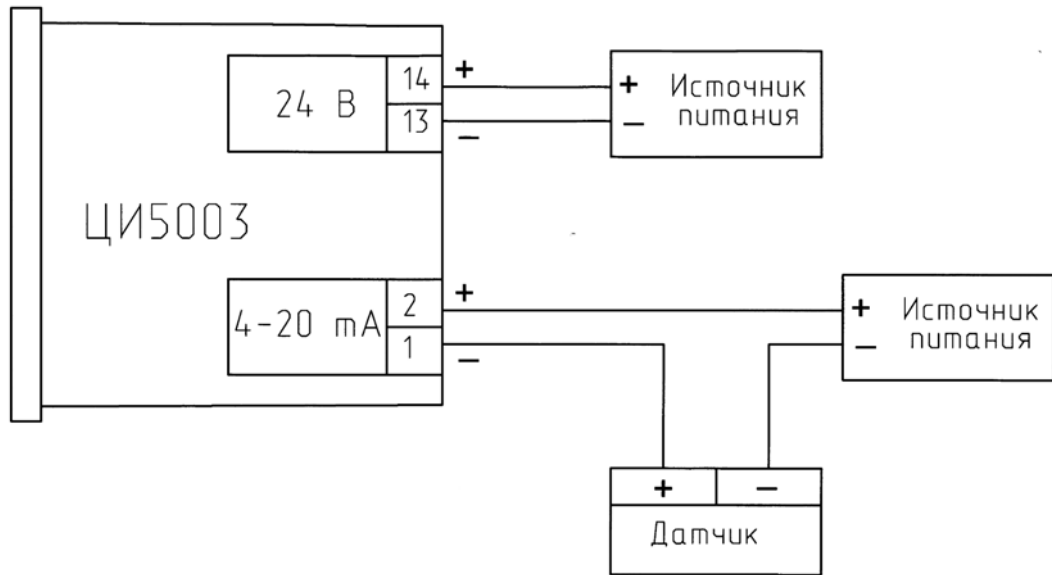 14 +
24 В
13 −
+ Источник
− питания
ЦИ5003
2 +
4-20 mA
1 −
+ Источник
− питания
+ −
Датчик